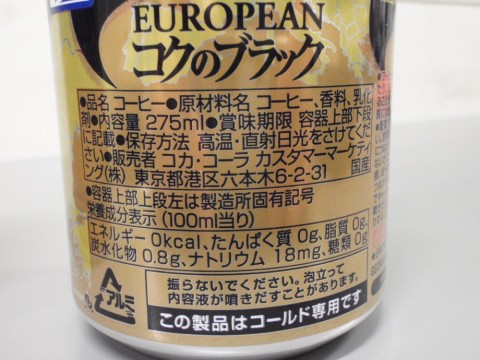 EUROPEAN
コクのブラック
●品名 コーヒー●原材料名 コーヒー、香料、乳化
剤●内容量 275ml●賞味期限 容器上部下段
に記載●保存方法 高温・直射日光をさけてくだ
さい●販売者 コカ・コーラ カスタマーマーケティ
ング(株) 東京都港区六本木6-2-31 国産
●容器上部上段左は製造所固有記号
栄養成分表示 (100ml当り)
エネルギー 0kcal、たんぱく質 0g、脂質 0g、
炭水化物 0.8g、ナトリウム 18mg、糖類 0g
アルミ
振らないでください。泡立って
内容液が噴きだすことがあります。
この製品はコールド専用です